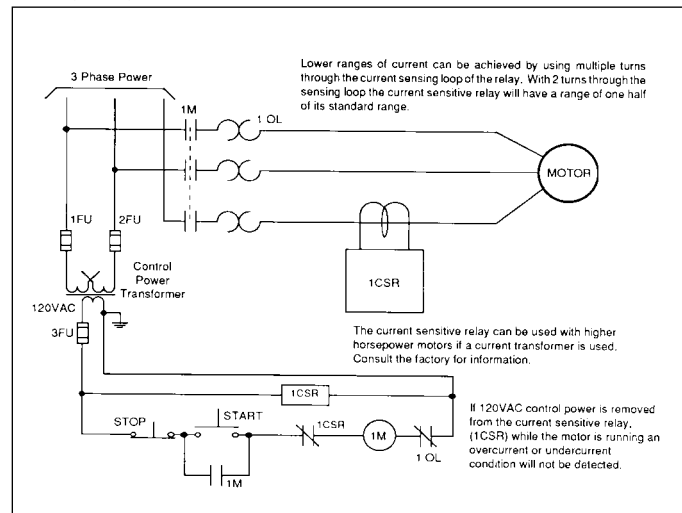 Lower ranges of current can be achieved by using multiple turns
through the current sensing loop of the relay. With 2 turns through the
sensing loop the current sensitive relay will have a range of one half
of its standard range.
3 Phase Power
1M
1 OL
MOTOR
1FU
2FU
1CSR
Control
Power
Transformer
120VAC
3FU
The current sensitive relay can be used with higher
horsepower motors if a current transformer is used.
Consult the factory for information.
1CSR
STOP
START
1CSR
1M
1 OL
1M
If 120VAC control power is removed
from the current sensitive relay,
(1CSR) while the motor is running an
overcurrent or undercurrent
condition will not be detected.